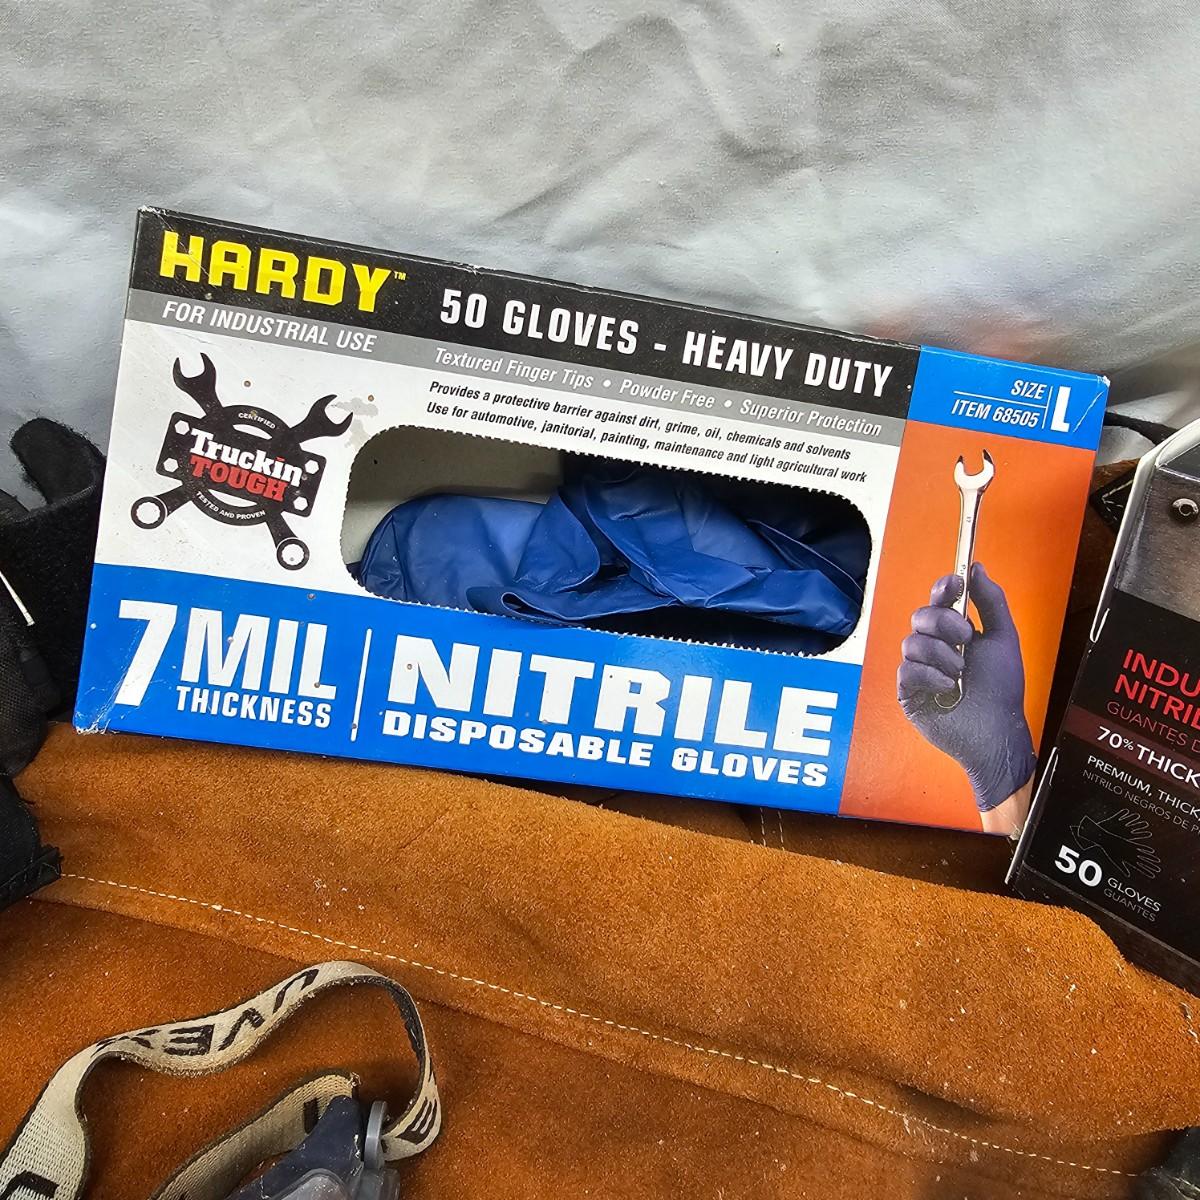 HARDY™
FOR INDUSTRIAL USE
50 GLOVES - HEAVY DUTY
Textured Finger Tips • Powder Free • Superior Protection
Provides a protective barrier against dirt, grime, oil, chemicals and solvents
Use for automotive, janitorial, painting, maintenance and light agricultural work
SIZE L
ITEM 68505
CERTIFIED
Truckin
TOUGH
TESTED AND PROVEN
7 MIL
THICKNESS
NITRILE
DISPOSABLE GLOVES
INDU
NITRI
GUANTES
70% THICK
PREMIUM, THICK
NITRILO NEGROS DE
50 GLOVES
GUANTES
UVEX